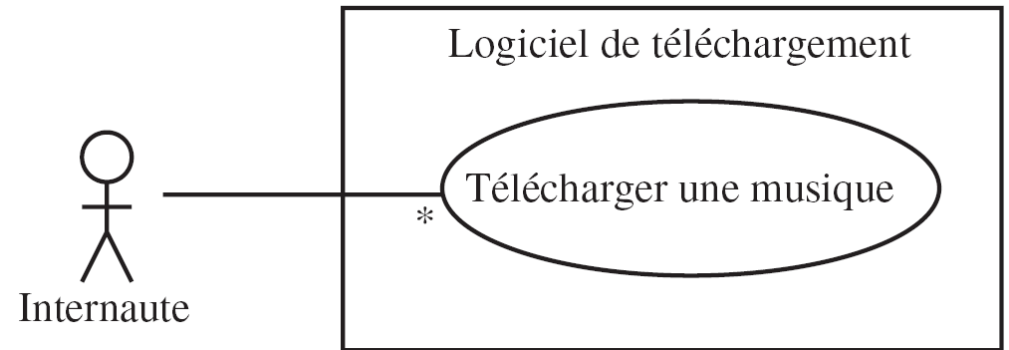 Logiciel de téléchargement
Télécharger une musique
*
Internaute